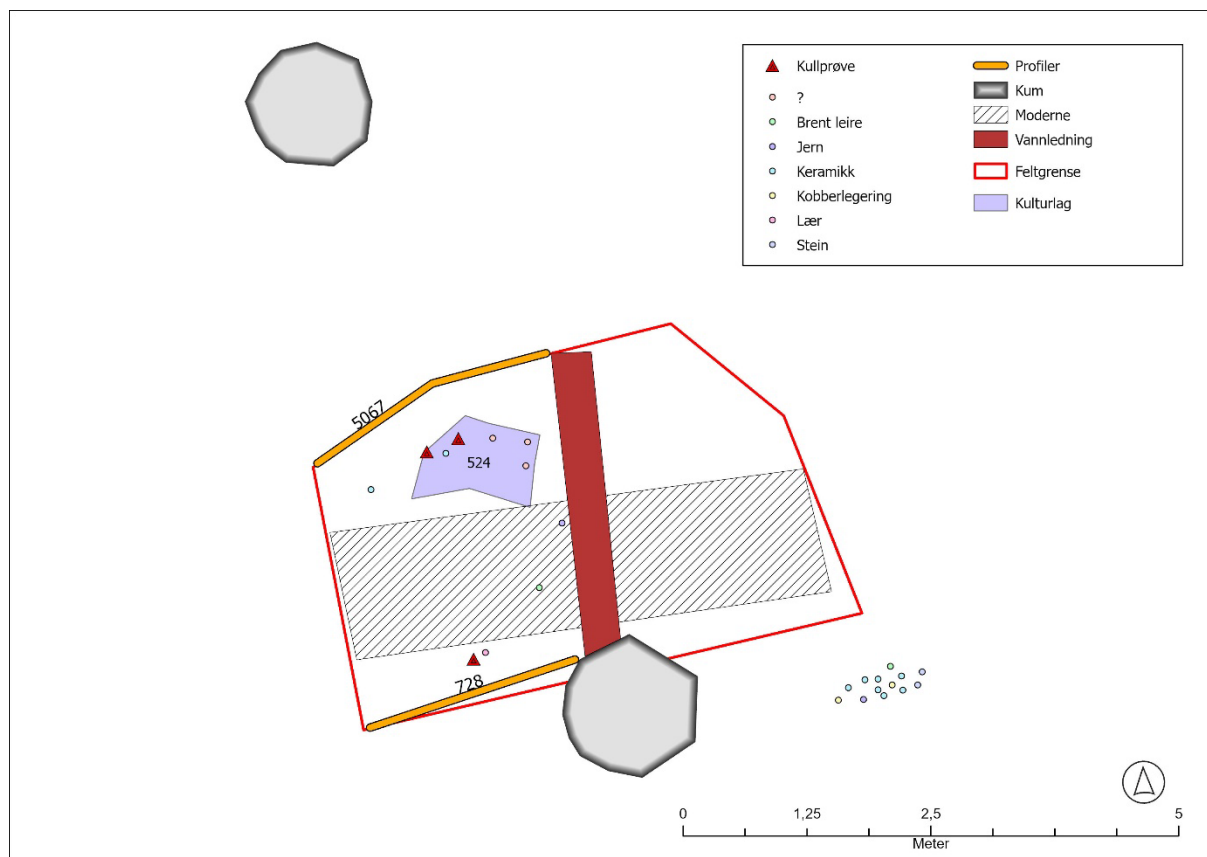 Kullprøve
?
Brent leire
Jern
Keramikk
Kobberlegering
Lær
Stein
Profiler
Kum
Moderne
Vannledning
Feltgrense
Kulturlag
5067
524
728
0 1,25 2,5 5
Meter